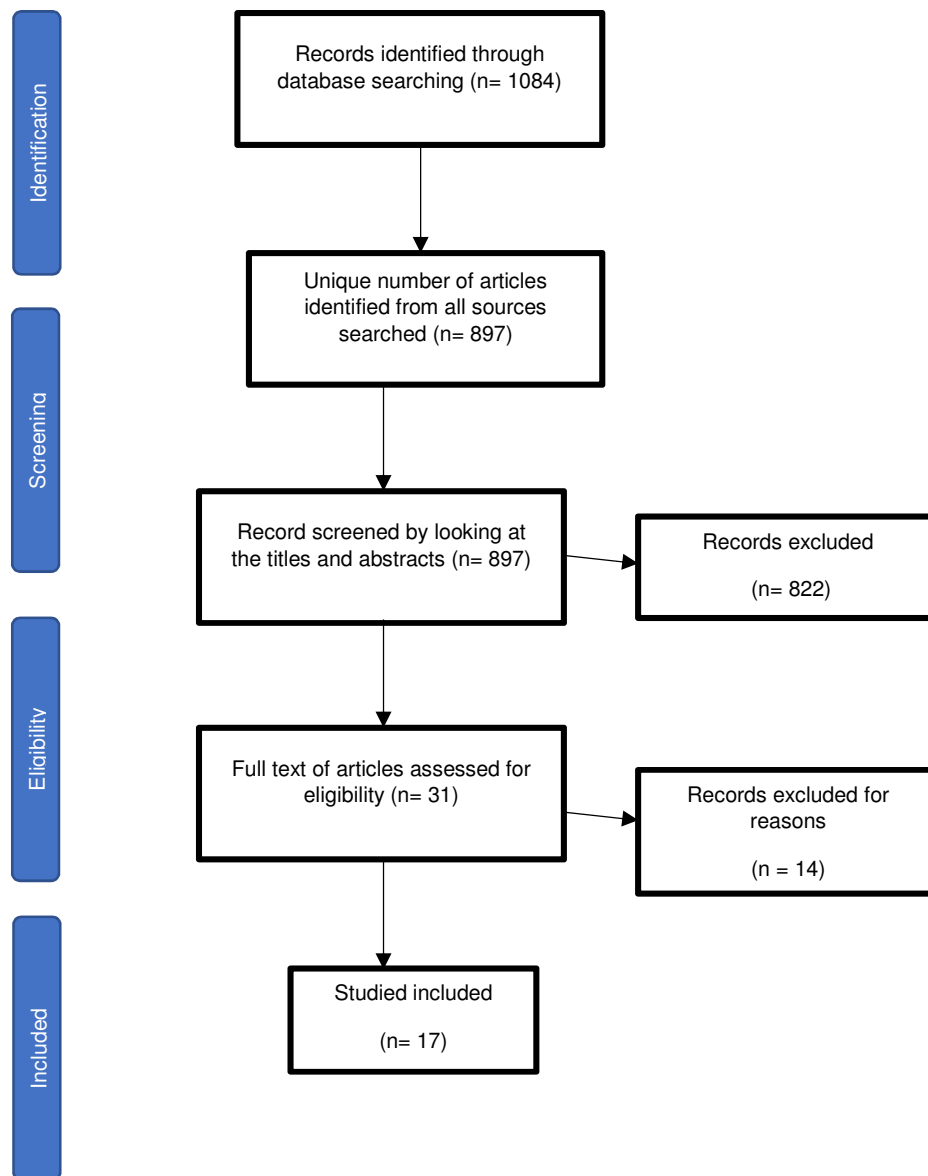 Identification
Records identified through
database searching (n= 1084)
Unique number of articles
identified from all sources
searched (n= 897)
Screening
Record screened by looking at
the titles and abstracts (n= 897)
Records excluded
(n= 822)
Eligibility
Full text of articles assessed for
eligibility (n= 31)
Records excluded for
reasons
(n = 14)
Included
Studied included
(n= 17)